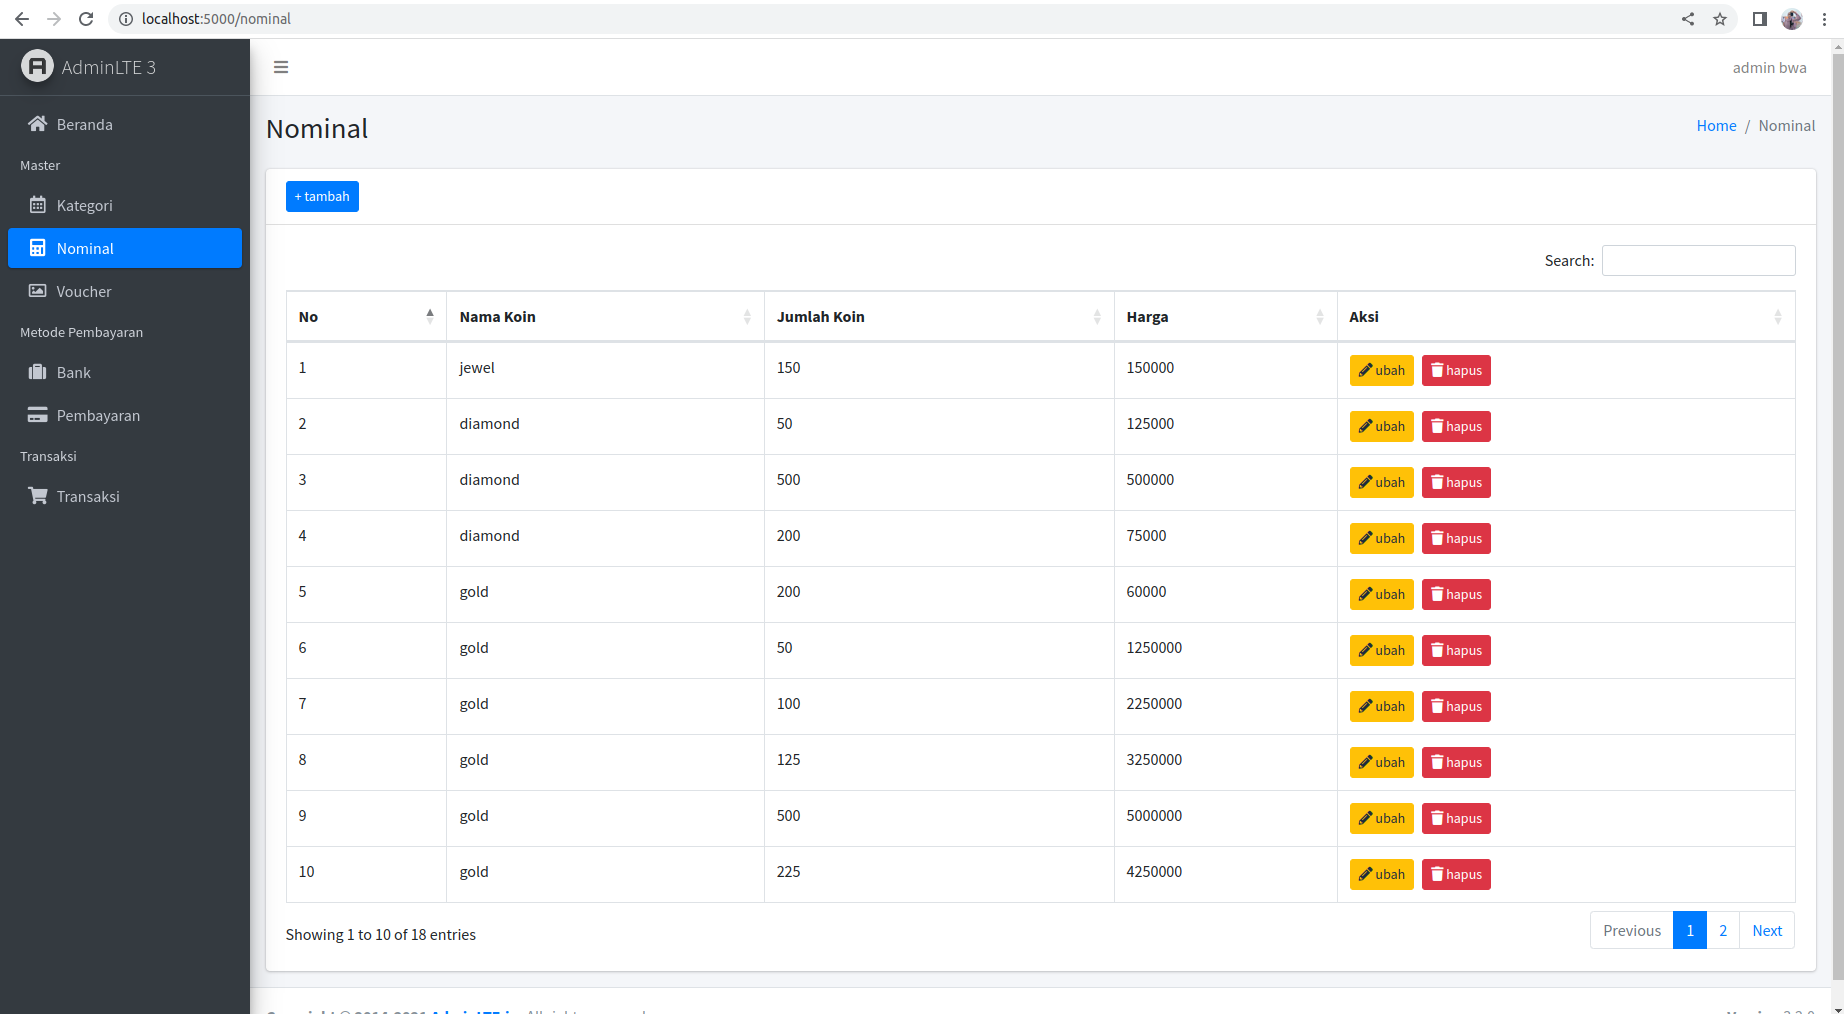 localhost:5000/nominal
AdminLTE 3
admin bwa
Beranda
Master
Kategori
Nominal
Voucher
Metode Pembayaran
Bank
Pembayaran
Transaksi
Transaksi
Nominal
Home / Nominal
+ tambah
Search:
No Nama Koin Jumlah Koin Harga Aksi
1 jewel 150 150000 ubah hapus
2 diamond 50 125000 ubah hapus
3 diamond 500 500000 ubah hapus
4 diamond 200 75000 ubah hapus
5 gold 200 60000 ubah hapus
6 gold 50 1250000 ubah hapus
7 gold 100 2250000 ubah hapus
8 gold 125 3250000 ubah hapus
9 gold 500 5000000 ubah hapus
10 gold 225 4250000 ubah hapus
Showing 1 to 10 of 18 entries
Previous 1 2 Next